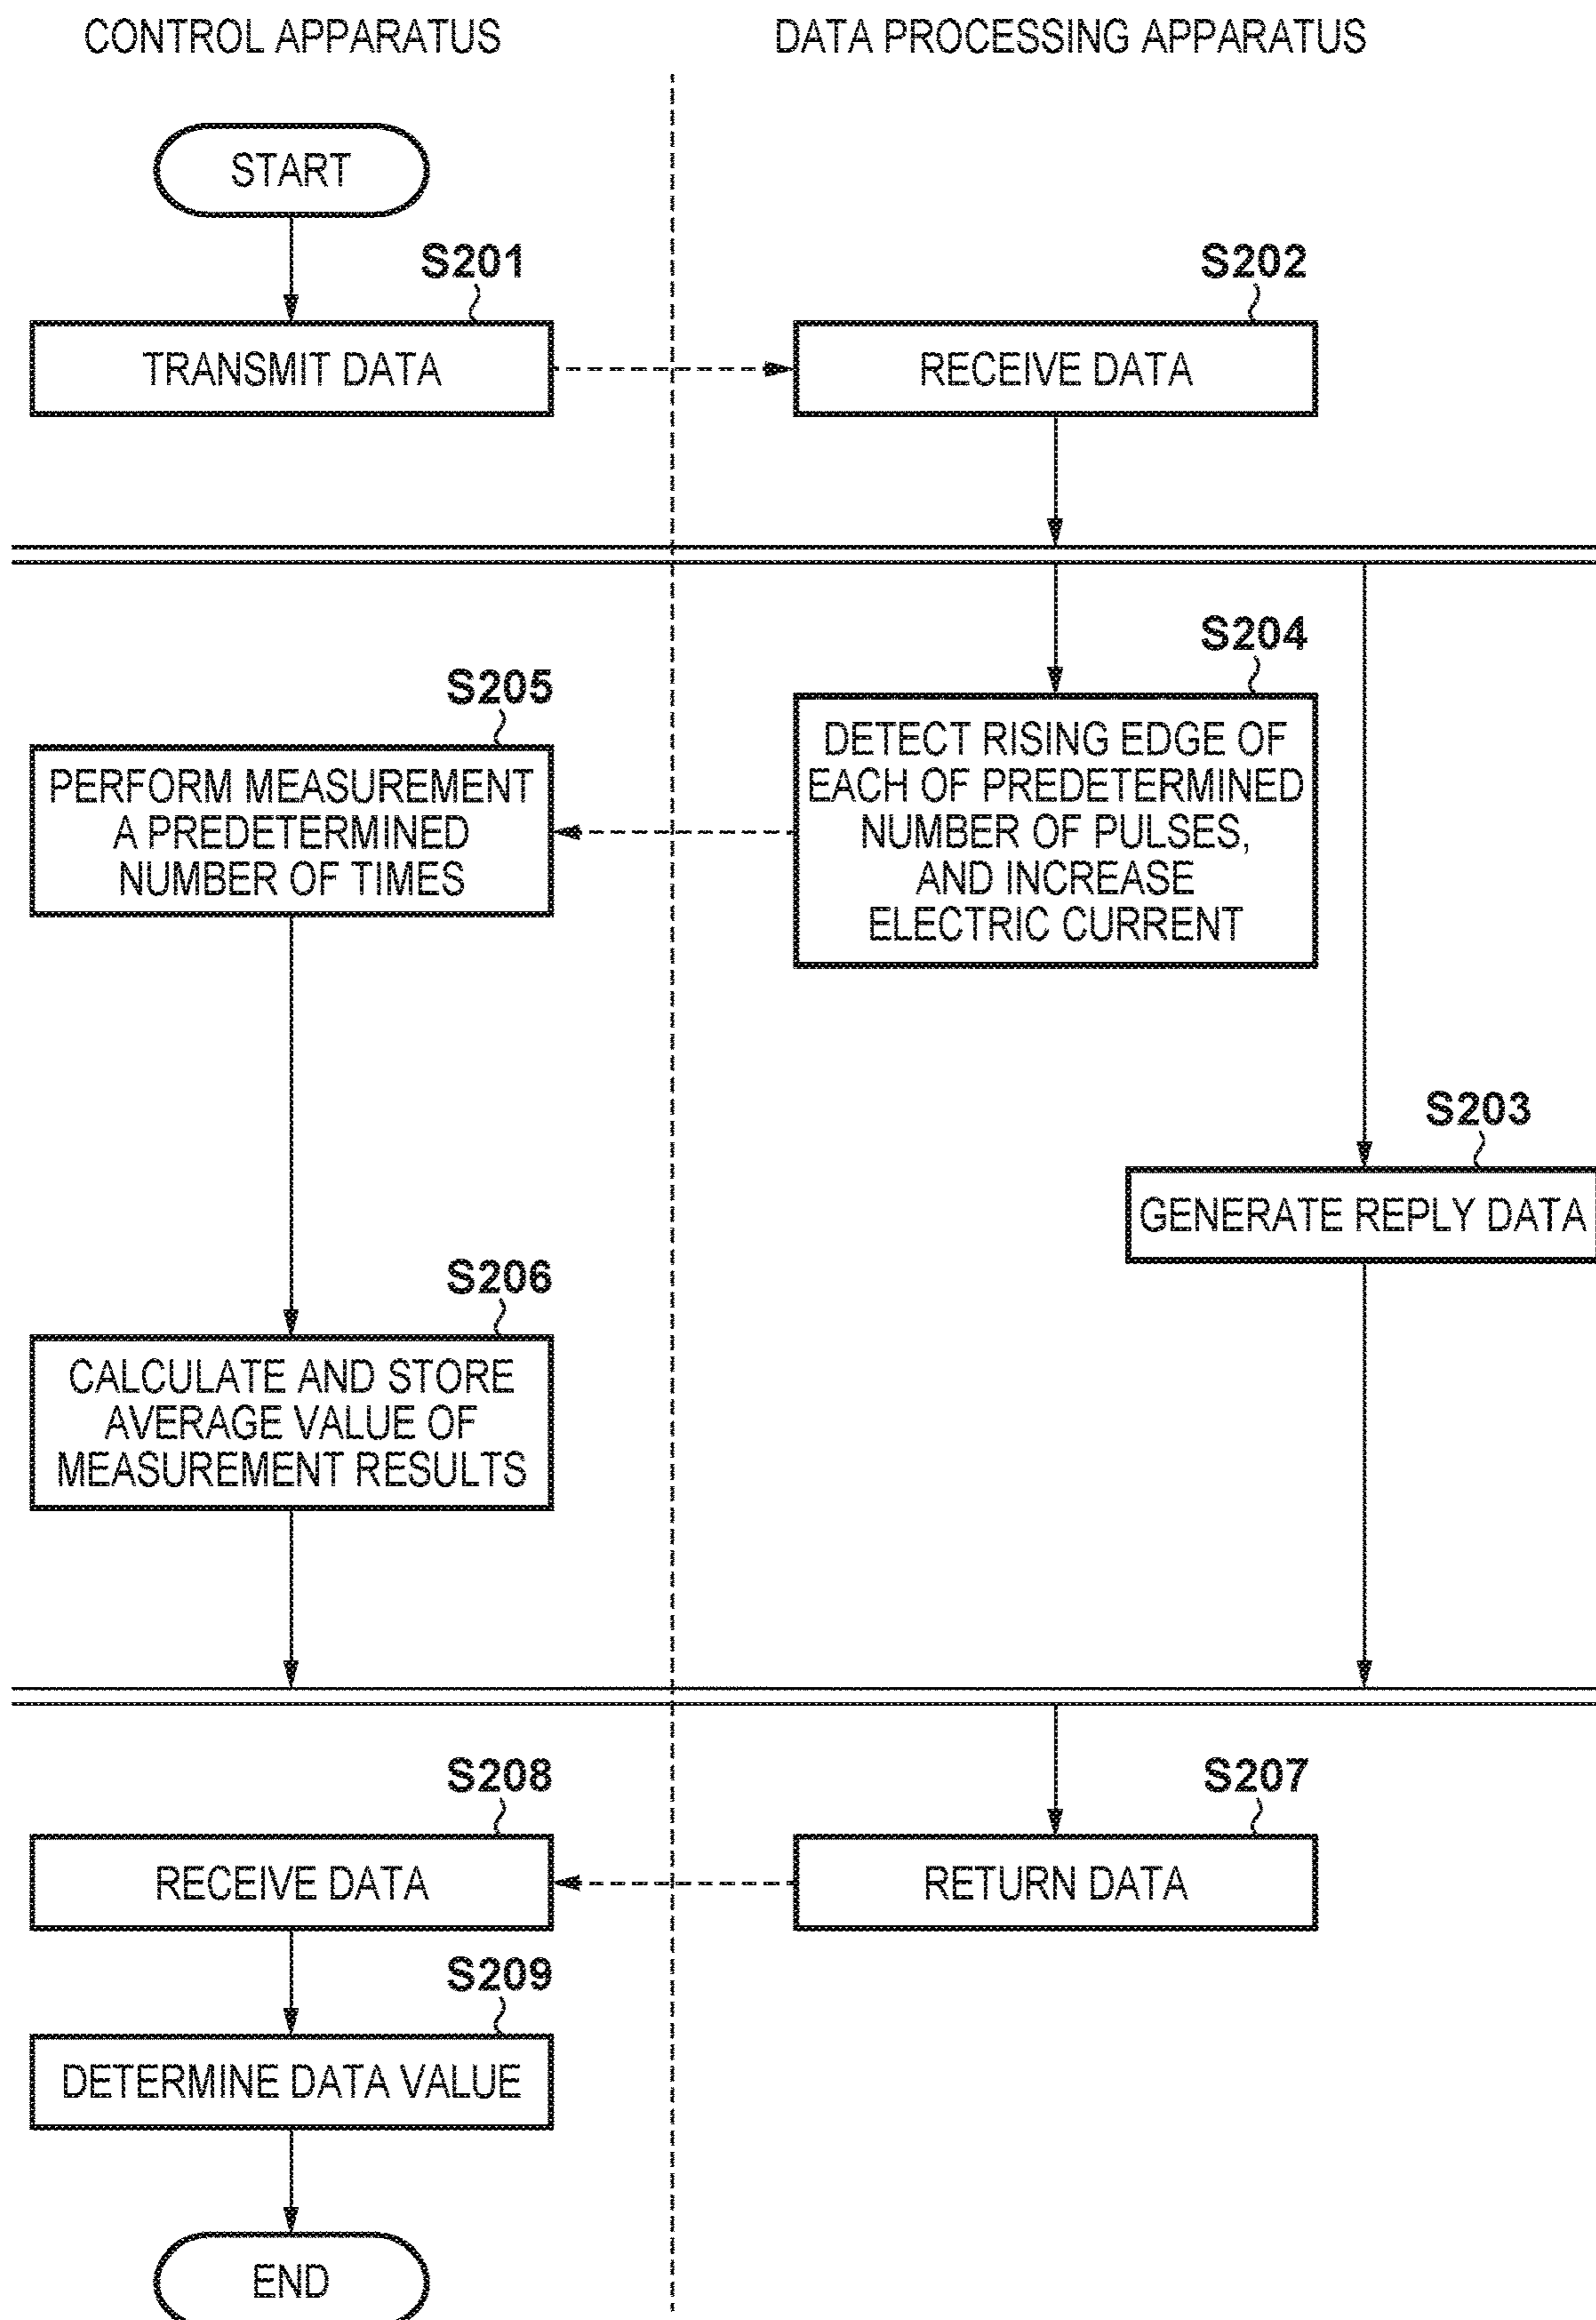 CONTROL APPARATUS
DATA PROCESSING APPARATUS
START
S201
TRANSMIT DATA
S202
RECEIVE DATA
S204
DETECT RISING EDGE OF
EACH OF PREDETERMINED
NUMBER OF PULSES,
AND INCREASE
ELECTRIC CURRENT
S205
PERFORM MEASUREMENT
A PREDETERMINED
NUMBER OF TIMES
S203
GENERATE REPLY DATA
S206
CALCULATE AND STORE
AVERAGE VALUE OF
MEASUREMENT RESULTS
S207
RETURN DATA
S208
RECEIVE DATA
S209
DETERMINE DATA VALUE
END